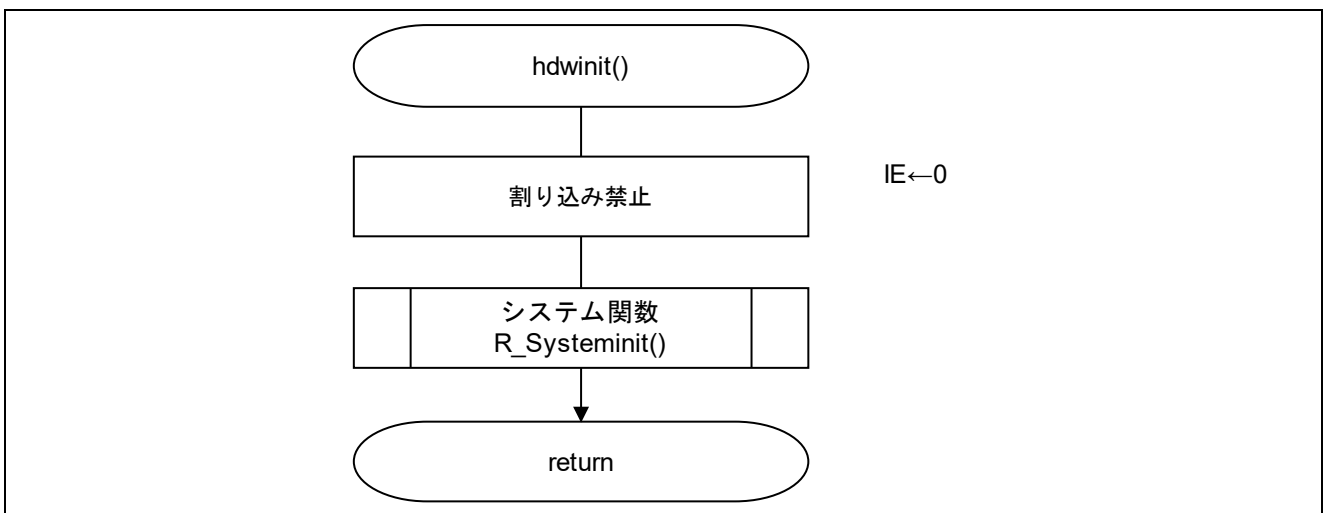 hdwinit()
割り込み禁止
IE←0
システム関数
R_Systeminit()
return